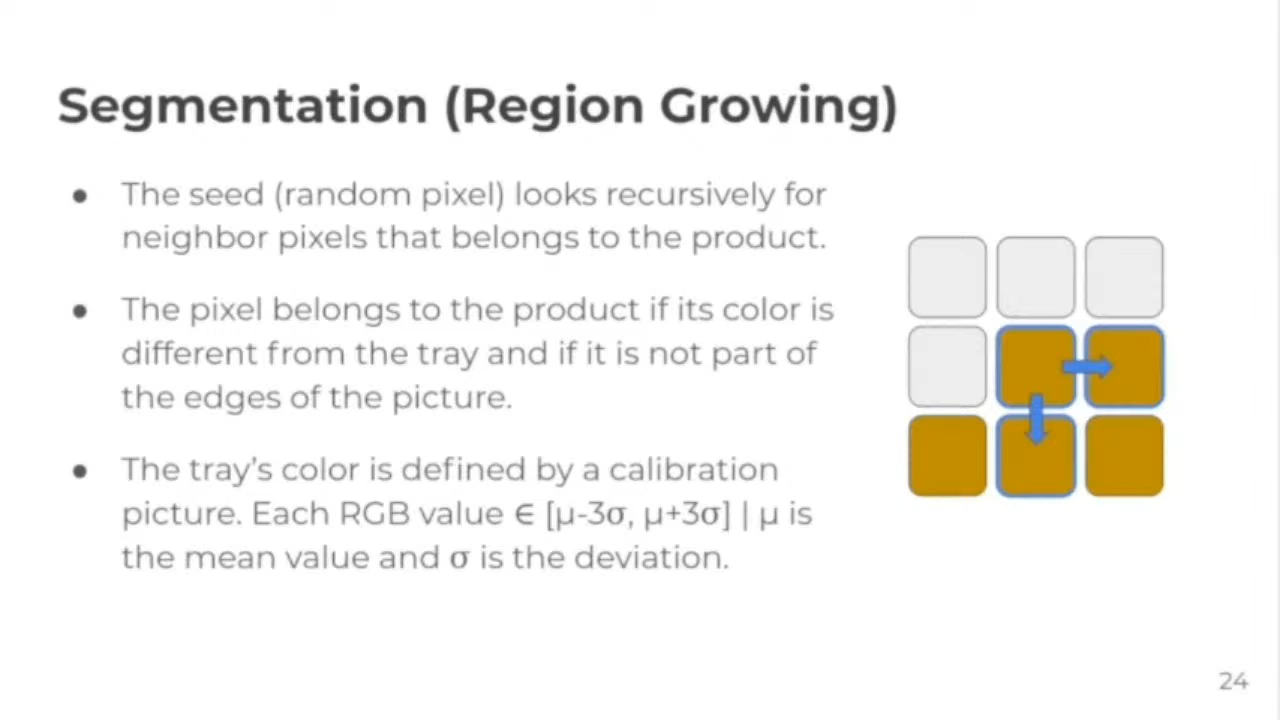 Segmentation (Region Growing)
● The seed (random pixel) looks recursively for
neighbor pixels that belongs to the product.
● The pixel belongs to the product if its color is
different from the tray and if it is not part of
the edges of the picture.
● The tray’s color is defined by a calibration
picture. Each RGB value ∈ [μ-3σ, μ+3σ] | μ is
the mean value and σ is the deviation.
24